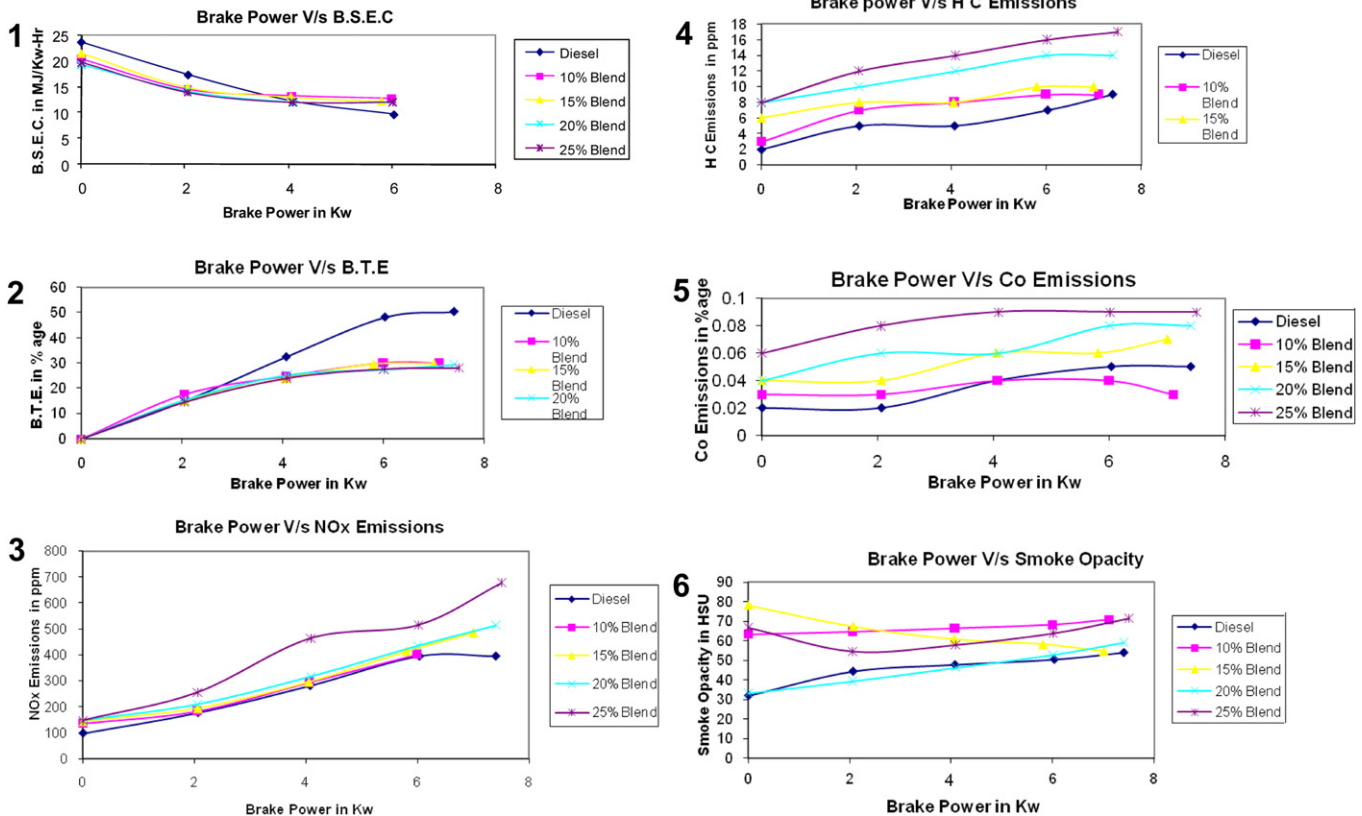 1
Brake Power V/s B.S.E.C
B.S.E.C. in MJ/Kw-Hr
25
20
15
10
5
0
0 2 4 6 8
Brake Power in Kw
Diesel
10% Blend
15% Blend
20% Blend
25% Blend
2
Brake Power V/s B.T.E
B.T.E. in % age
60
50
40
30
20
10
0
0 2 4 6 8
Brake Power in Kw
Diesel
10%
Blend
15%
Blend
20%
Blend
3
Brake Power V/s NOx Emissions
NOx Emissions in ppm
800
700
600
500
400
300
200
100
0
0 2 4 6 8
Brake Power in Kw
Diesel
10% Blend
15% Blend
20% Blend
25% Blend
4
Brake power V/s H C Emissions
H C Emissions in ppm
18
16
14
12
10
8
6
4
2
0
0 2 4 6 8
Brake Power in Kw
Diesel
10%
Blend
15%
Blend
5
Brake Power V/s Co Emissions
Co Emissions in %age
0.1
0.08
0.06
0.04
0.02
0
0 2 4 6 8
Brake Power in Kw
Diesel
10% Blend
15% Blend
20% Blend
25% Blend
6
Brake Power V/s Smoke Opacity
Smoke Opacity in HSU
90
80
70
60
50
40
30
20
10
0
0 2 4 6 8
Brake Power in Kw
Diesel
10% Blend
15% Blend
20% Blend
25% Blend